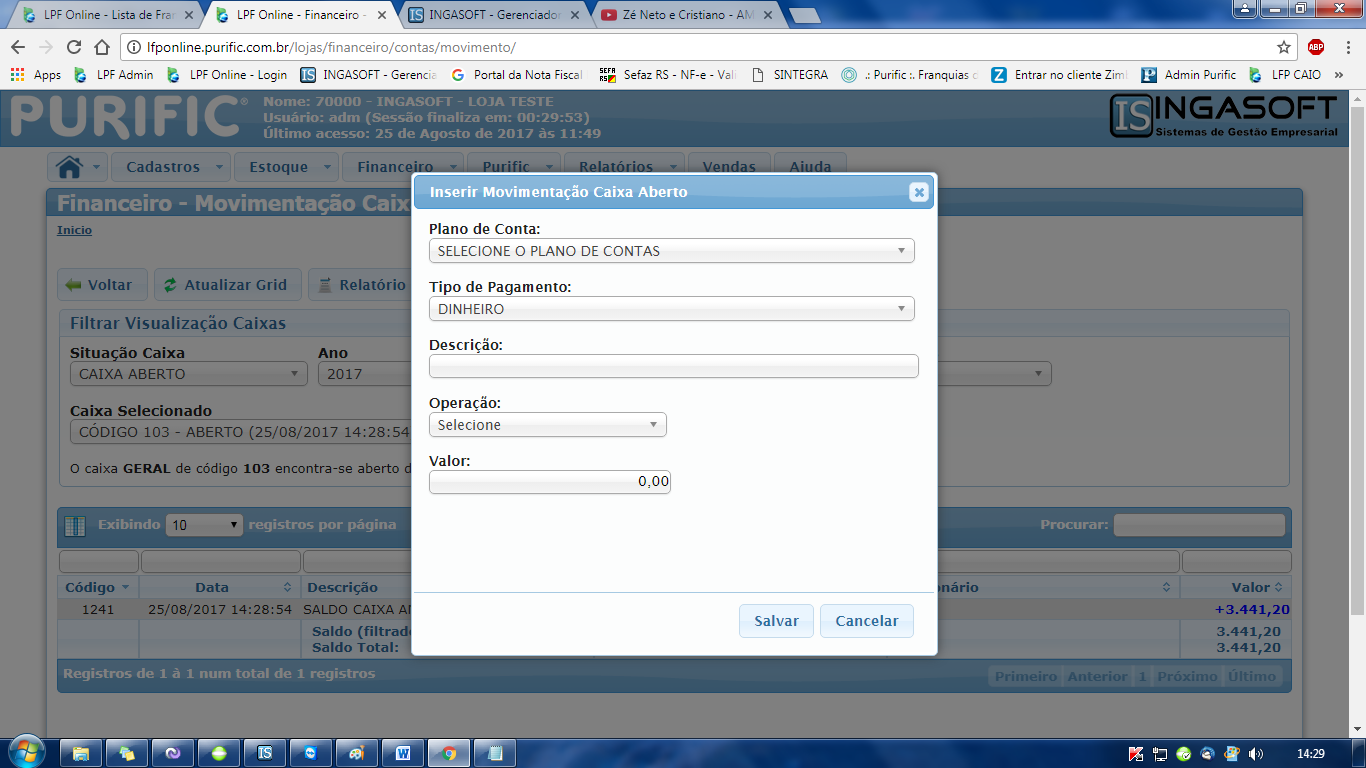 LPF Online - Lista de Fran
LPF Online - Financeiro -
INGASOFT - Gerenciador
Zé Neto e Cristiano - AM
lfponline.purific.com.br/lojas/financeiro/contas/movimento/
ABP
Apps
LPF Admin
LPF Online - Login
INGASOFT - Gerencia
Portal da Nota Fiscal
Sefaz RS - NF-e - Vali
SINTEGRA
.: Purific :. Franquias
Entrar no cliente Zim
Admin Purific
LFP CAIO
»
PURIFIC®
Nome: 70000 - INGASOFT - LOJA TESTE
Usuário: adm (Sessão finaliza em: 00:29:53)
Último acesso: 25 de Agosto de 2017 às 11:49
IS INGASOFT
Sistemas de Gestão Empresarial
Cadastros
Estoque
Financeiro
Purific
Relatórios
Vendas
Ajuda
Financeiro - Movimentação Caix
Inicio
Voltar
Atualizar Grid
Relatório
Filtrar Visualização Caixas
Situação Caixa
Ano
CAIXA ABERTO
2017
Caixa Selecionado
CÓDIGO 103 - ABERTO (25/08/2017 14:28:54
O caixa GERAL de código 103 encontra-se aberto d
Inserir Movimentação Caixa Aberto
Plano de Conta:
SELECIONE O PLANO DE CONTAS
Tipo de Pagamento:
DINHEIRO
Descrição:
Operação:
Selecione
Valor:
0,00
Salvar
Cancelar
Exibindo 10 registros por página
Procurar:
Código
Data
Descrição
nário
Valor
1241
25/08/2017 14:28:54
SALDO CAIXA A
+3.441,20
Saldo (filtrad
3.441,20
Saldo Total:
3.441,20
Registros de 1 à 1 num total de 1 registros
Primeiro
Anterior
1
Próximo
Último
14:29